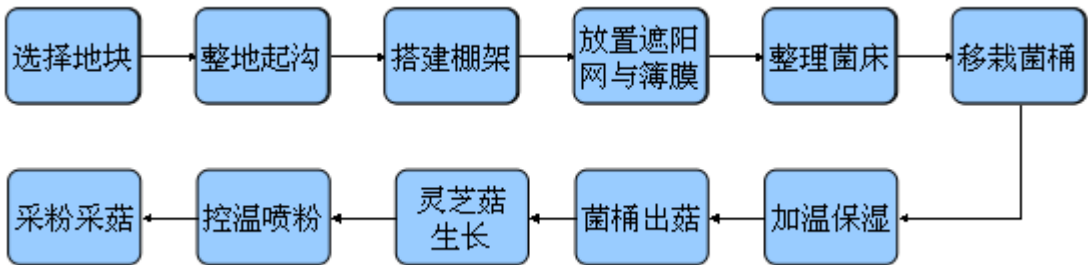 选择地块
整地起沟
搭建棚架
放置遮阳
网与簿膜
整理菌床
移栽菌桶
加温保湿
菌桶出菇
灵芝菇
生长
控温喷粉
采粉采菇